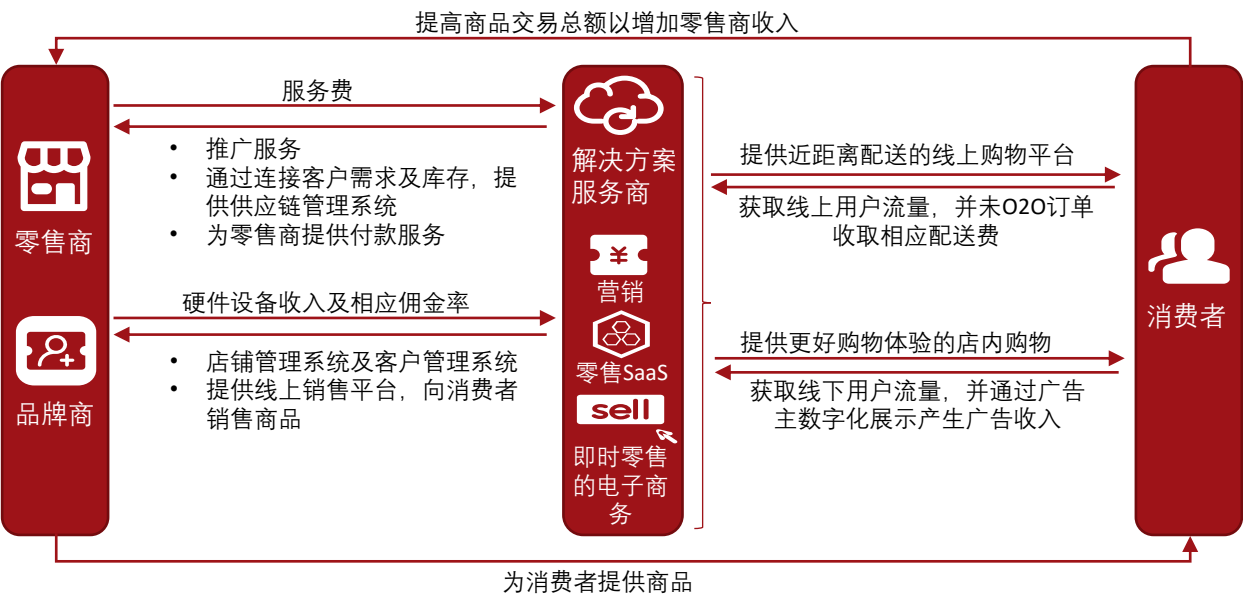 提高商品交易总额以增加零售商收入
零售商
品牌商
服务费
• 推广服务
• 通过连接客户需求及库存，提
供供应链管理系统
• 为零售商提供付款服务
硬件设备收入及相应佣金率
• 店铺管理系统及客户管理系统
• 提供线上销售平台，向消费者
销售商品
解决方案
服务商
¥
营销
零售SaaS
sell
即时零售
的电子商
务
提供近距离配送的线上购物平台
获取线上用户流量，并未O2O订单
收取相应配送费
提供更好购物体验的店内购物
获取线下用户流量，并通过广告
主数字化展示产生广告收入
消费者
为消费者提供商品